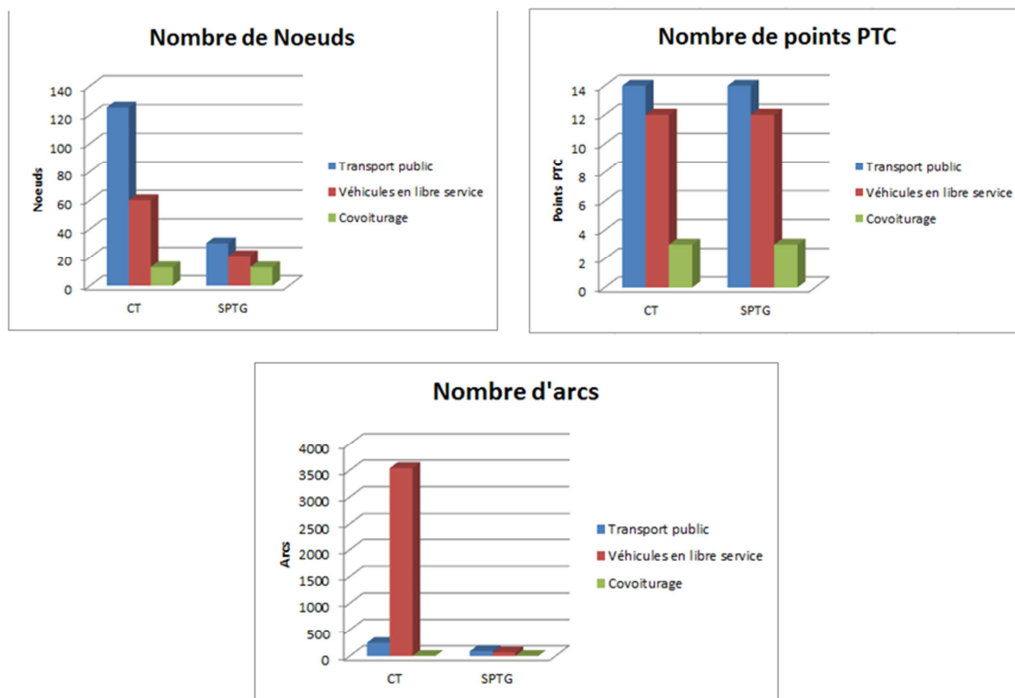 Nombre de Noeuds
140
120
100
80
60
40
20
0
Noeuds
CT
SPTG
Transport public
Véhicules en libre service
Covoiturage
Nombre de points PTC
14
12
10
8
6
4
2
0
Points PTC
CT
SPTG
Transport public
Véhicules en libre service
Covoiturage
Nombre d'arcs
4000
3500
3000
2500
2000
1500
1000
500
0
Arcs
CT
SPTG
Transport public
Véhicules en libre service
Covoiturage